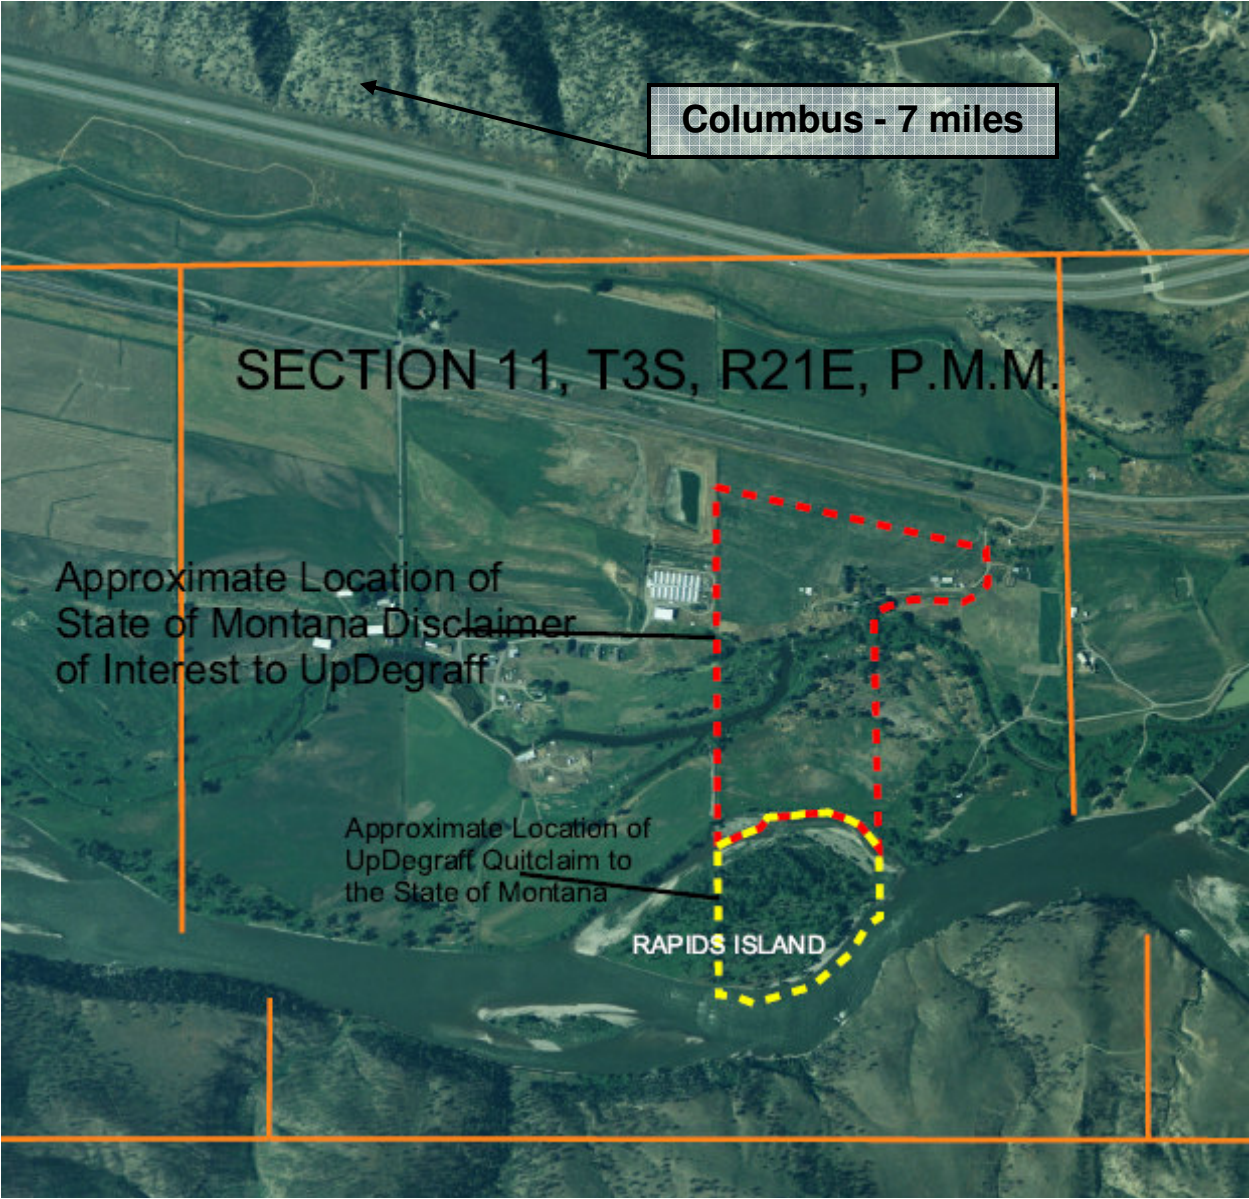 Columbus - 7 miles
SECTION 11, T3S, R21E, P.M.M.
Approximate Location of
State of Montana Disclaimer
of Interest to UpDegraff
Approximate Location of
UpDegraff Quitclaim to
the State of Montana
RAPIDS ISLAND